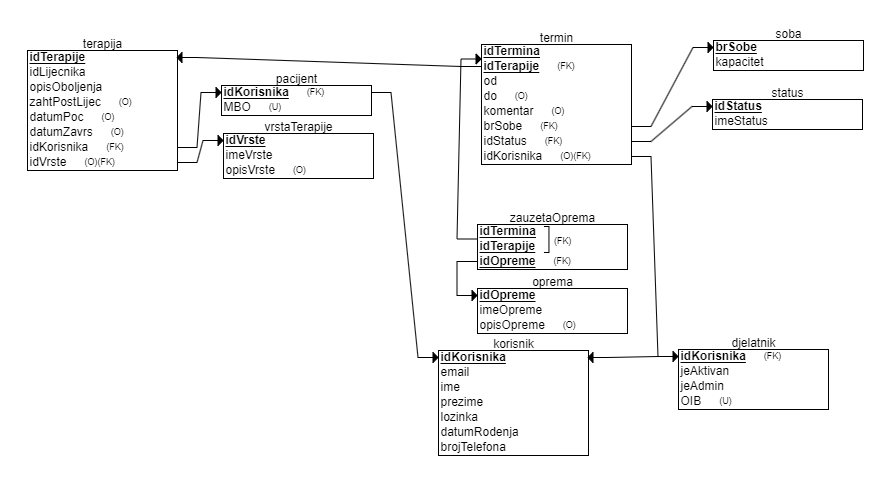 terapija
idTerapije
idLijecnika
opisOboljenja
zahtPostLijec (O)
datumPoc (O)
datumZavrs (O)
idKorisnika (FK)
idVrste (O)(FK)
pacijent
idKorisnika (FK)
MBO (U)
vrstaTerapije
idVrste
imeVrste
opisVrste (O)
termin
idTermina
idTerapije (FK)
od
do (O)
komentar (O)
brSobe (FK)
idStatus (FK)
idKorisnika (O)(FK)
soba
brSobe
kapacitet
status
idStatus
imeStatus
zauzetaOprema
idTermina
idTerapije
(FK)
idOpreme (FK)
oprema
idOpreme
imeOpreme
opisOpreme (O)
korisnik
idKorisnika
email
ime
prezime
lozinka
datumRodenja
brojTelefona
djelatnik
idKorisnika (FK)
jeAktivan
jeAdmin
OIB (U)